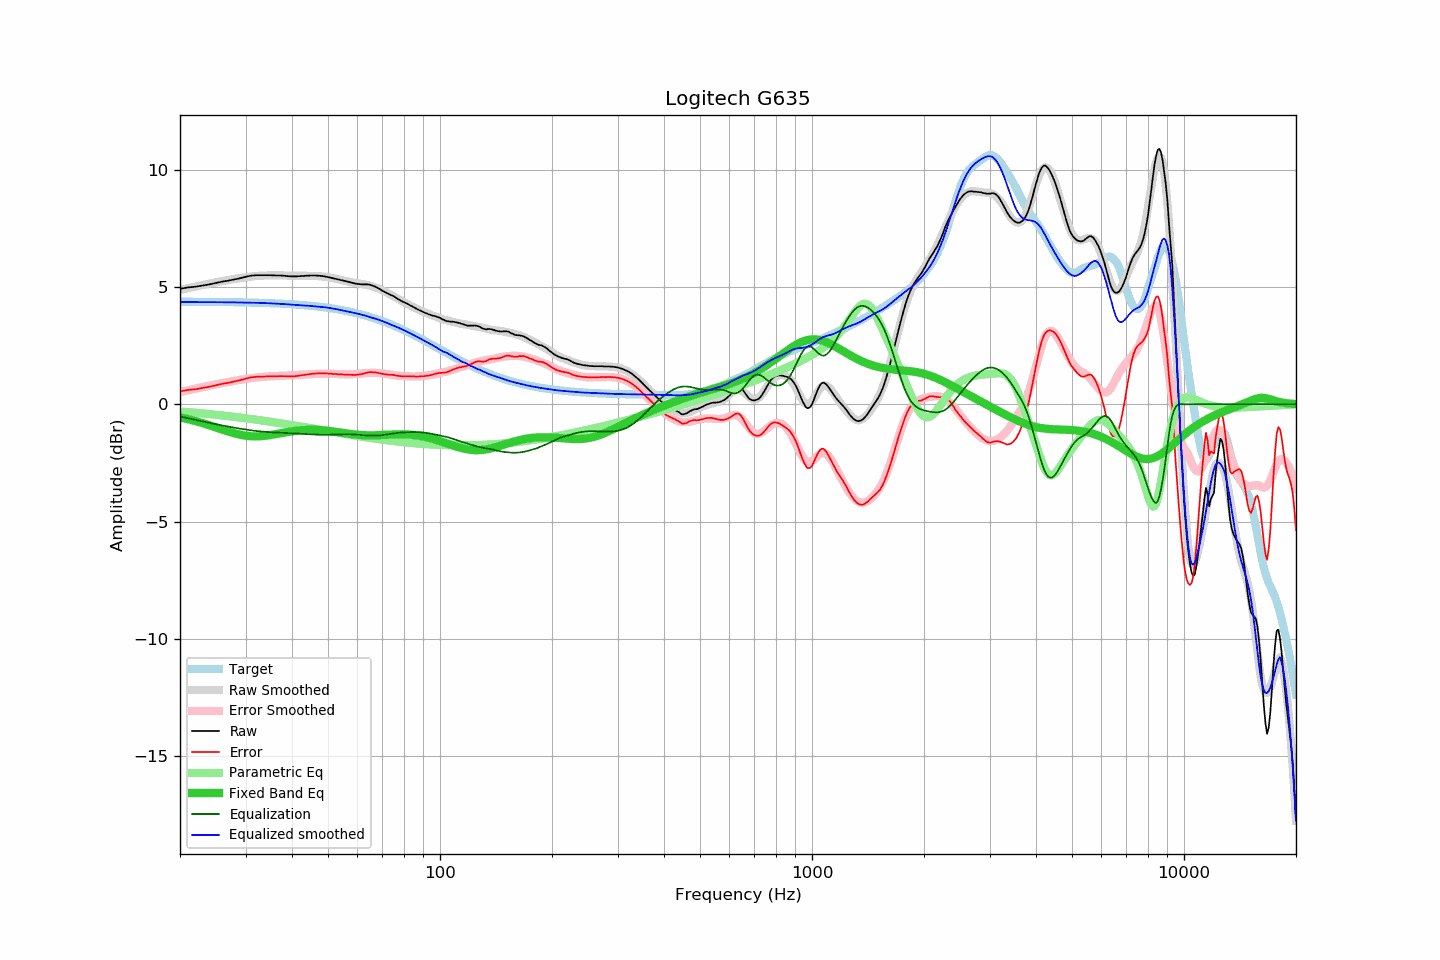 Logitech G635
Amplitude (dBr)
10
5
0
−5
−10
−15
Target
Raw Smoothed
Error Smoothed
Raw
Error
Parametric Eq
Fixed Band Eq
Equalization
Equalized smoothed
100
1000
10000
Frequency (Hz)